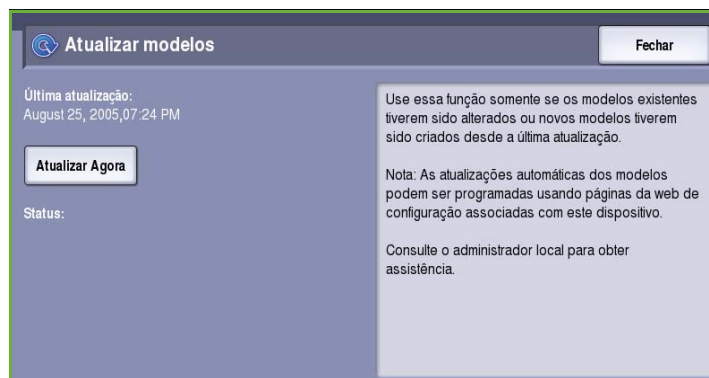 Atualizar modelos
Fechar
Última atualização:
August 25, 2005,07:24 PM
Atualizar Agora
Status:
Use essa função somente se os modelos existentes
tiverem sido alterados ou novos modelos tiverem
sido criados desde a última atualização.
Nota: As atualizações automáticas dos modelos
podem ser programadas usando páginas da web de
configuração associadas com este dispositivo.
Consulte o administrador local para obter
assistência.